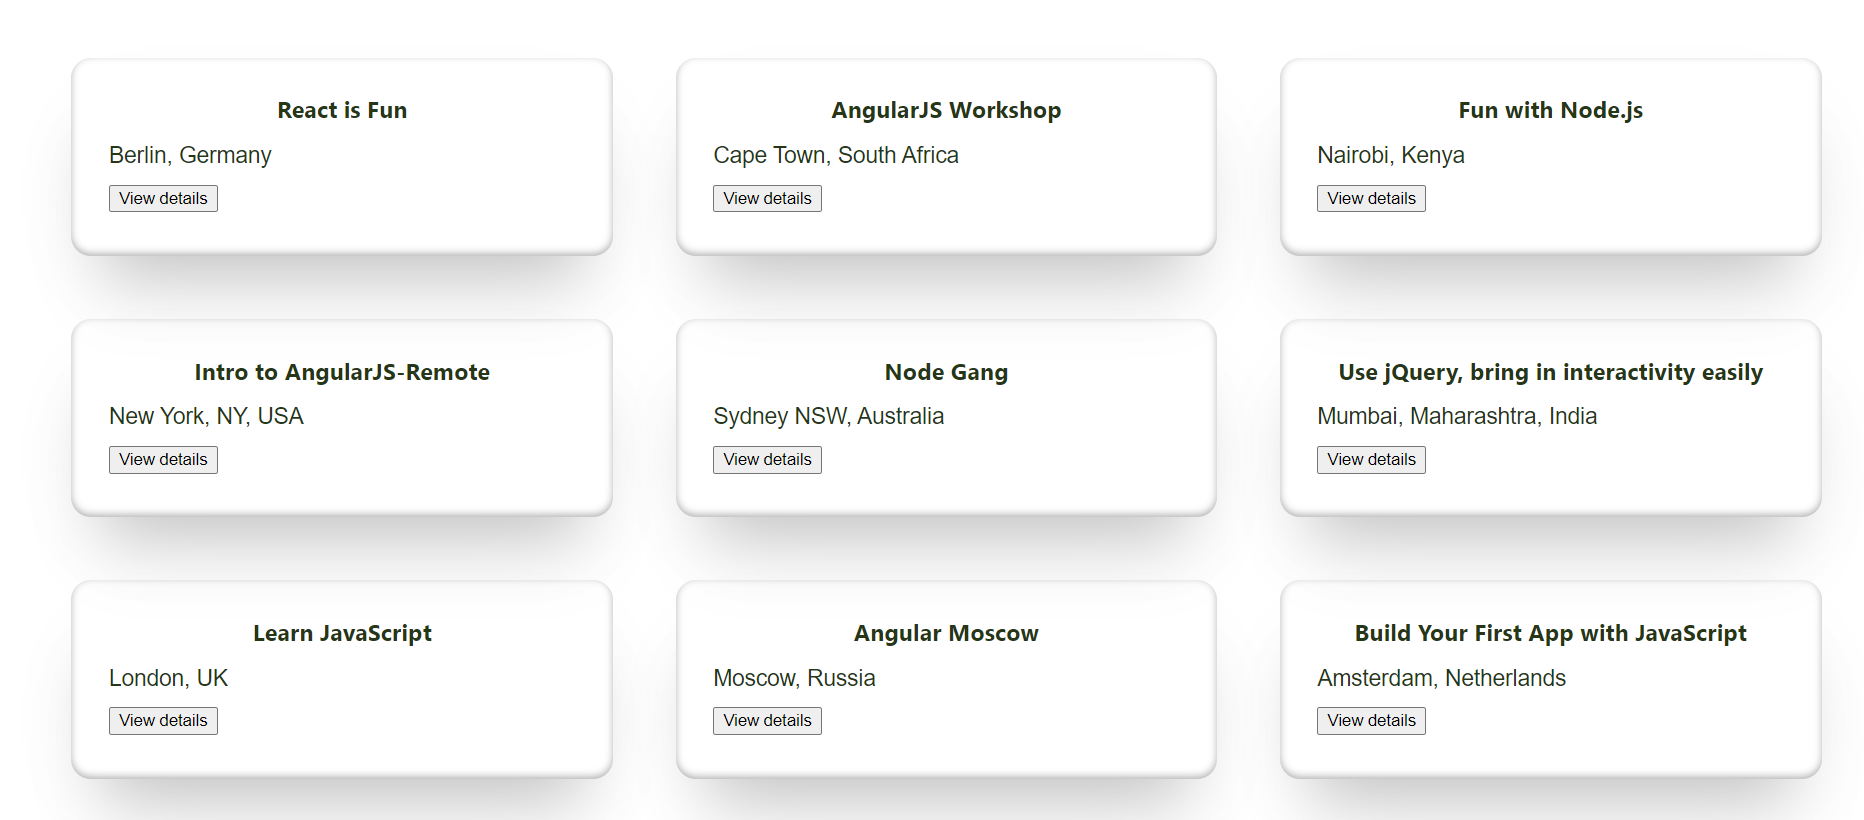 React is Fun
Berlin, Germany
View details
AngularJS Workshop
Cape Town, South Africa
View details
Fun with Node.js
Nairobi, Kenya
View details
Intro to AngularJS-Remote
New York, NY, USA
View details
Node Gang
Sydney NSW, Australia
View details
Use jQuery, bring in interactivity easily
Mumbai, Maharashtra, India
View details
Learn JavaScript
London, UK
View details
Angular Moscow
Moscow, Russia
View details
Build Your First App with JavaScript
Amsterdam, Netherlands
View details